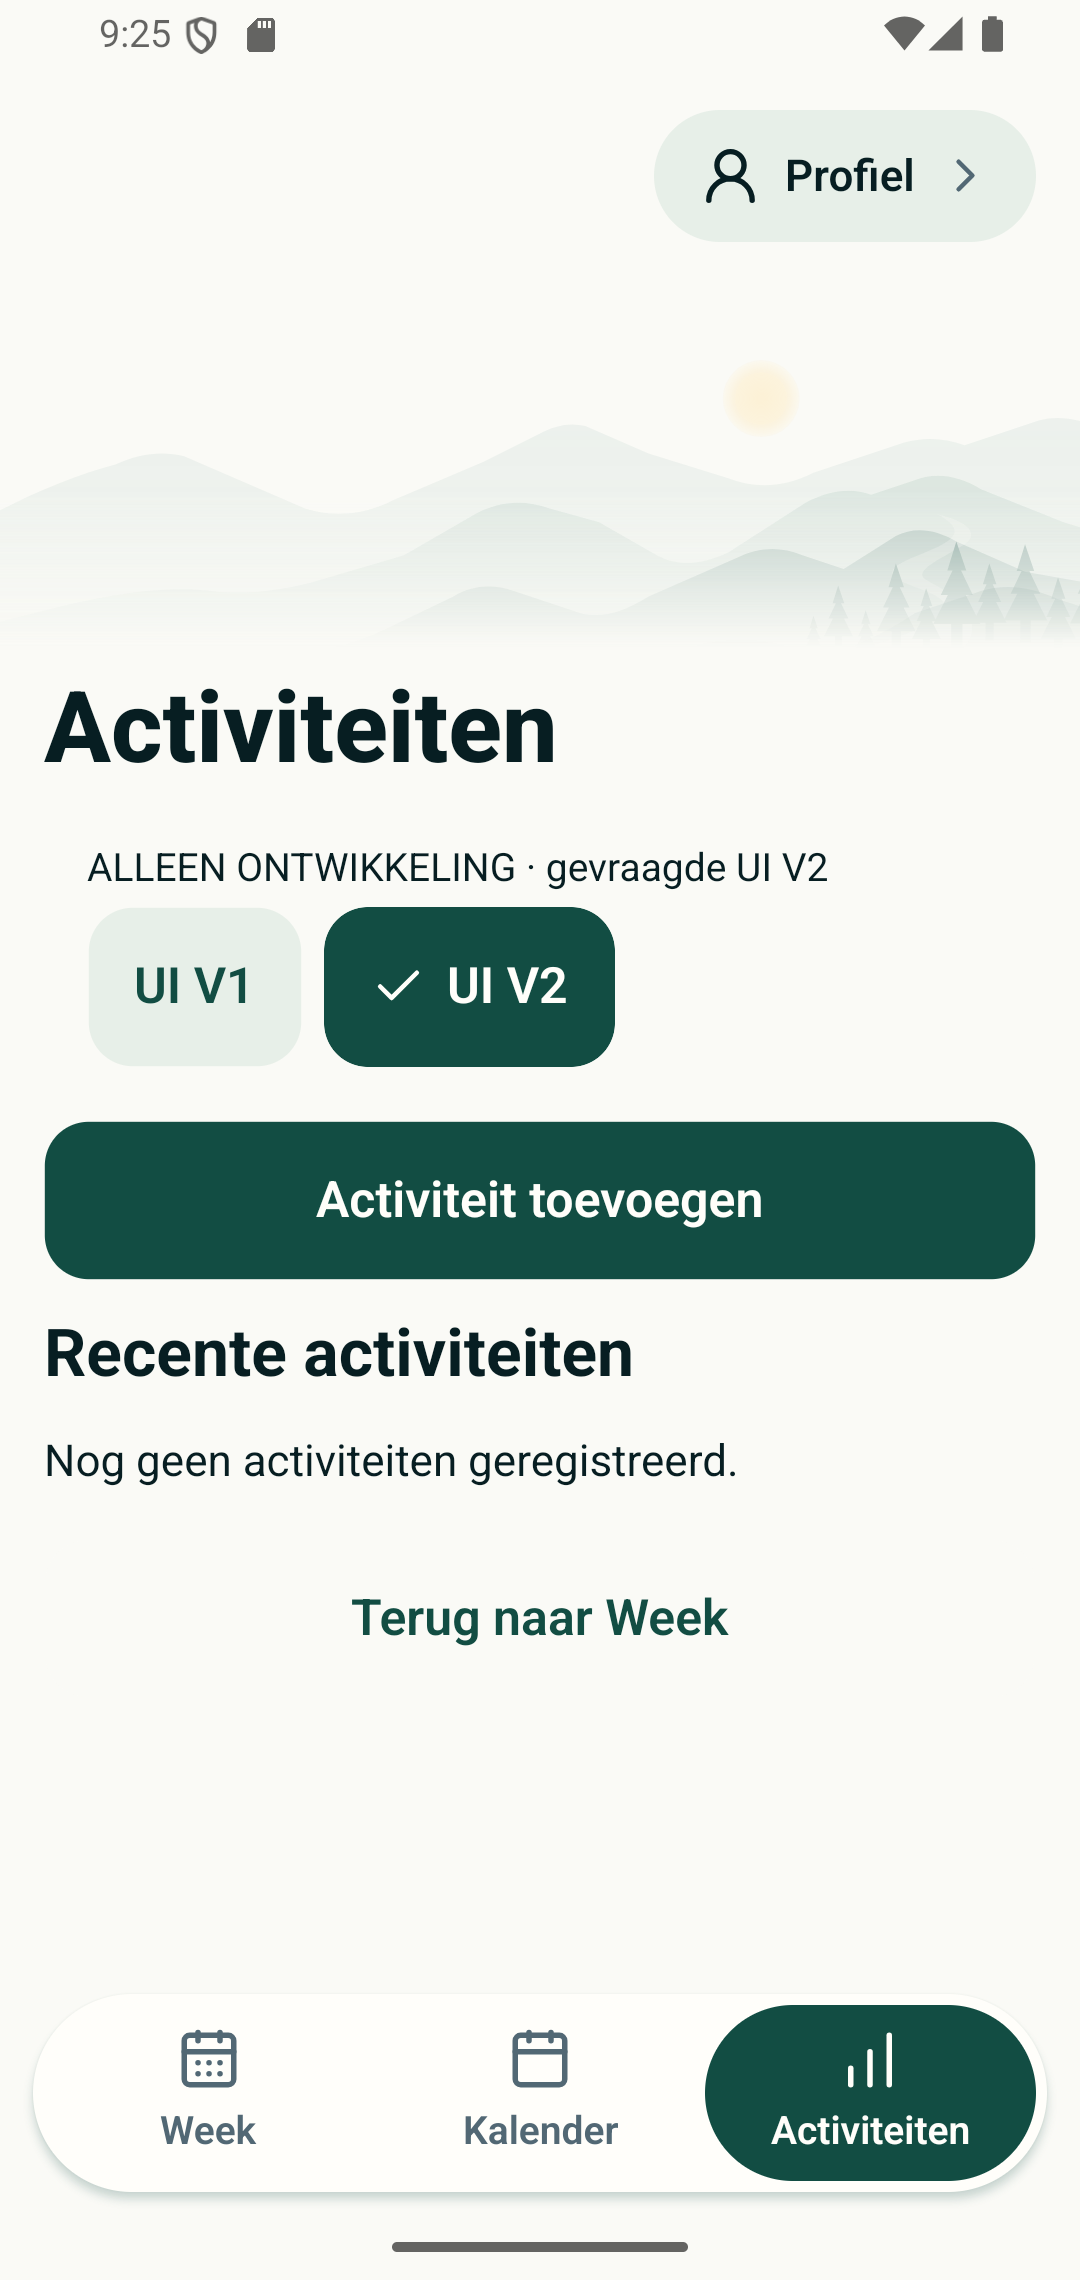 9:25
Profiel
Activiteiten
ALLEEN ONTWIKKELING · gevraagde UI V2
UI V1
UI V2
Activiteit toevoegen
Recente activiteiten
Nog geen activiteiten geregistreerd.
Terug naar Week
Week
Kalender
Activiteiten